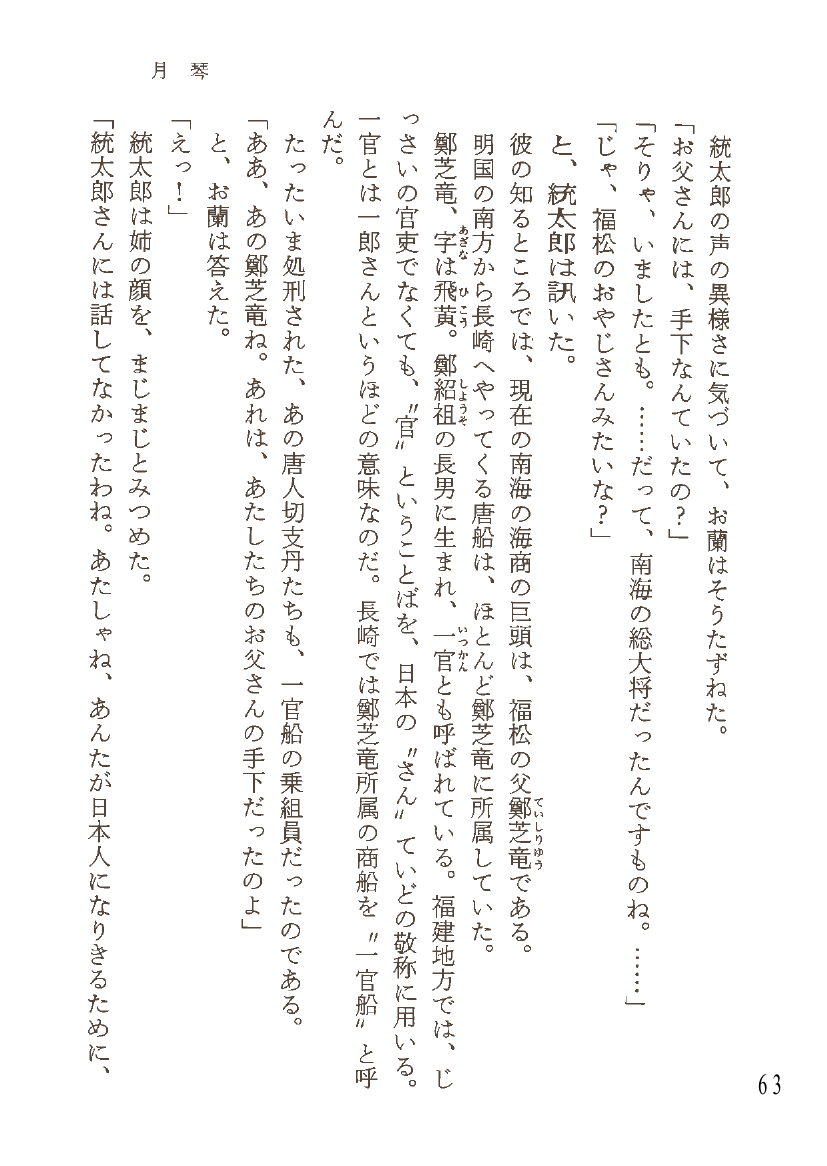 月琴
統太郎の声の異様さに気づいて、お蘭はそうたずねた。
「お父さんには、手下なんていたの？」
「そりゃ、いましたとも。……だって、南海の総大将だったんですものね。……」
「じゃ、福松のおやじさんみたいな？」
と、統太郎は訊いた。
彼の知るところでは、現在の南海の海商の巨頭は、福松の父鄭芝竜である。
明国の南方から長崎へやってくる唐船は、ほとんど鄭芝竜に所属していた。
鄭芝竜、字は飛黄。鄭紹祖の長男に生まれ、一官とも呼ばれている。福建地方では、じ
っさいの官吏でなくても、〝官〟ということばを、日本の〝さん〟ていどの敬称に用いる。
一官とは一郎さんというほどの意味なのだ。長崎では鄭芝竜所属の商船を〝一官船〟と呼
んだ。
たったいま処刑された、あの唐人切支丹たちも、一官船の乗組員だったのである。
「ああ、あの鄭芝竜ね。あれは、あたしたちのお父さんの手下だったのよ」
と、お蘭は答えた。
「えっ！」
統太郎は姉の顔を、まじまじとみつめた。
「統太郎さんには話してなかったわね。あたしゃね、あんたが日本人になりきるために、
63